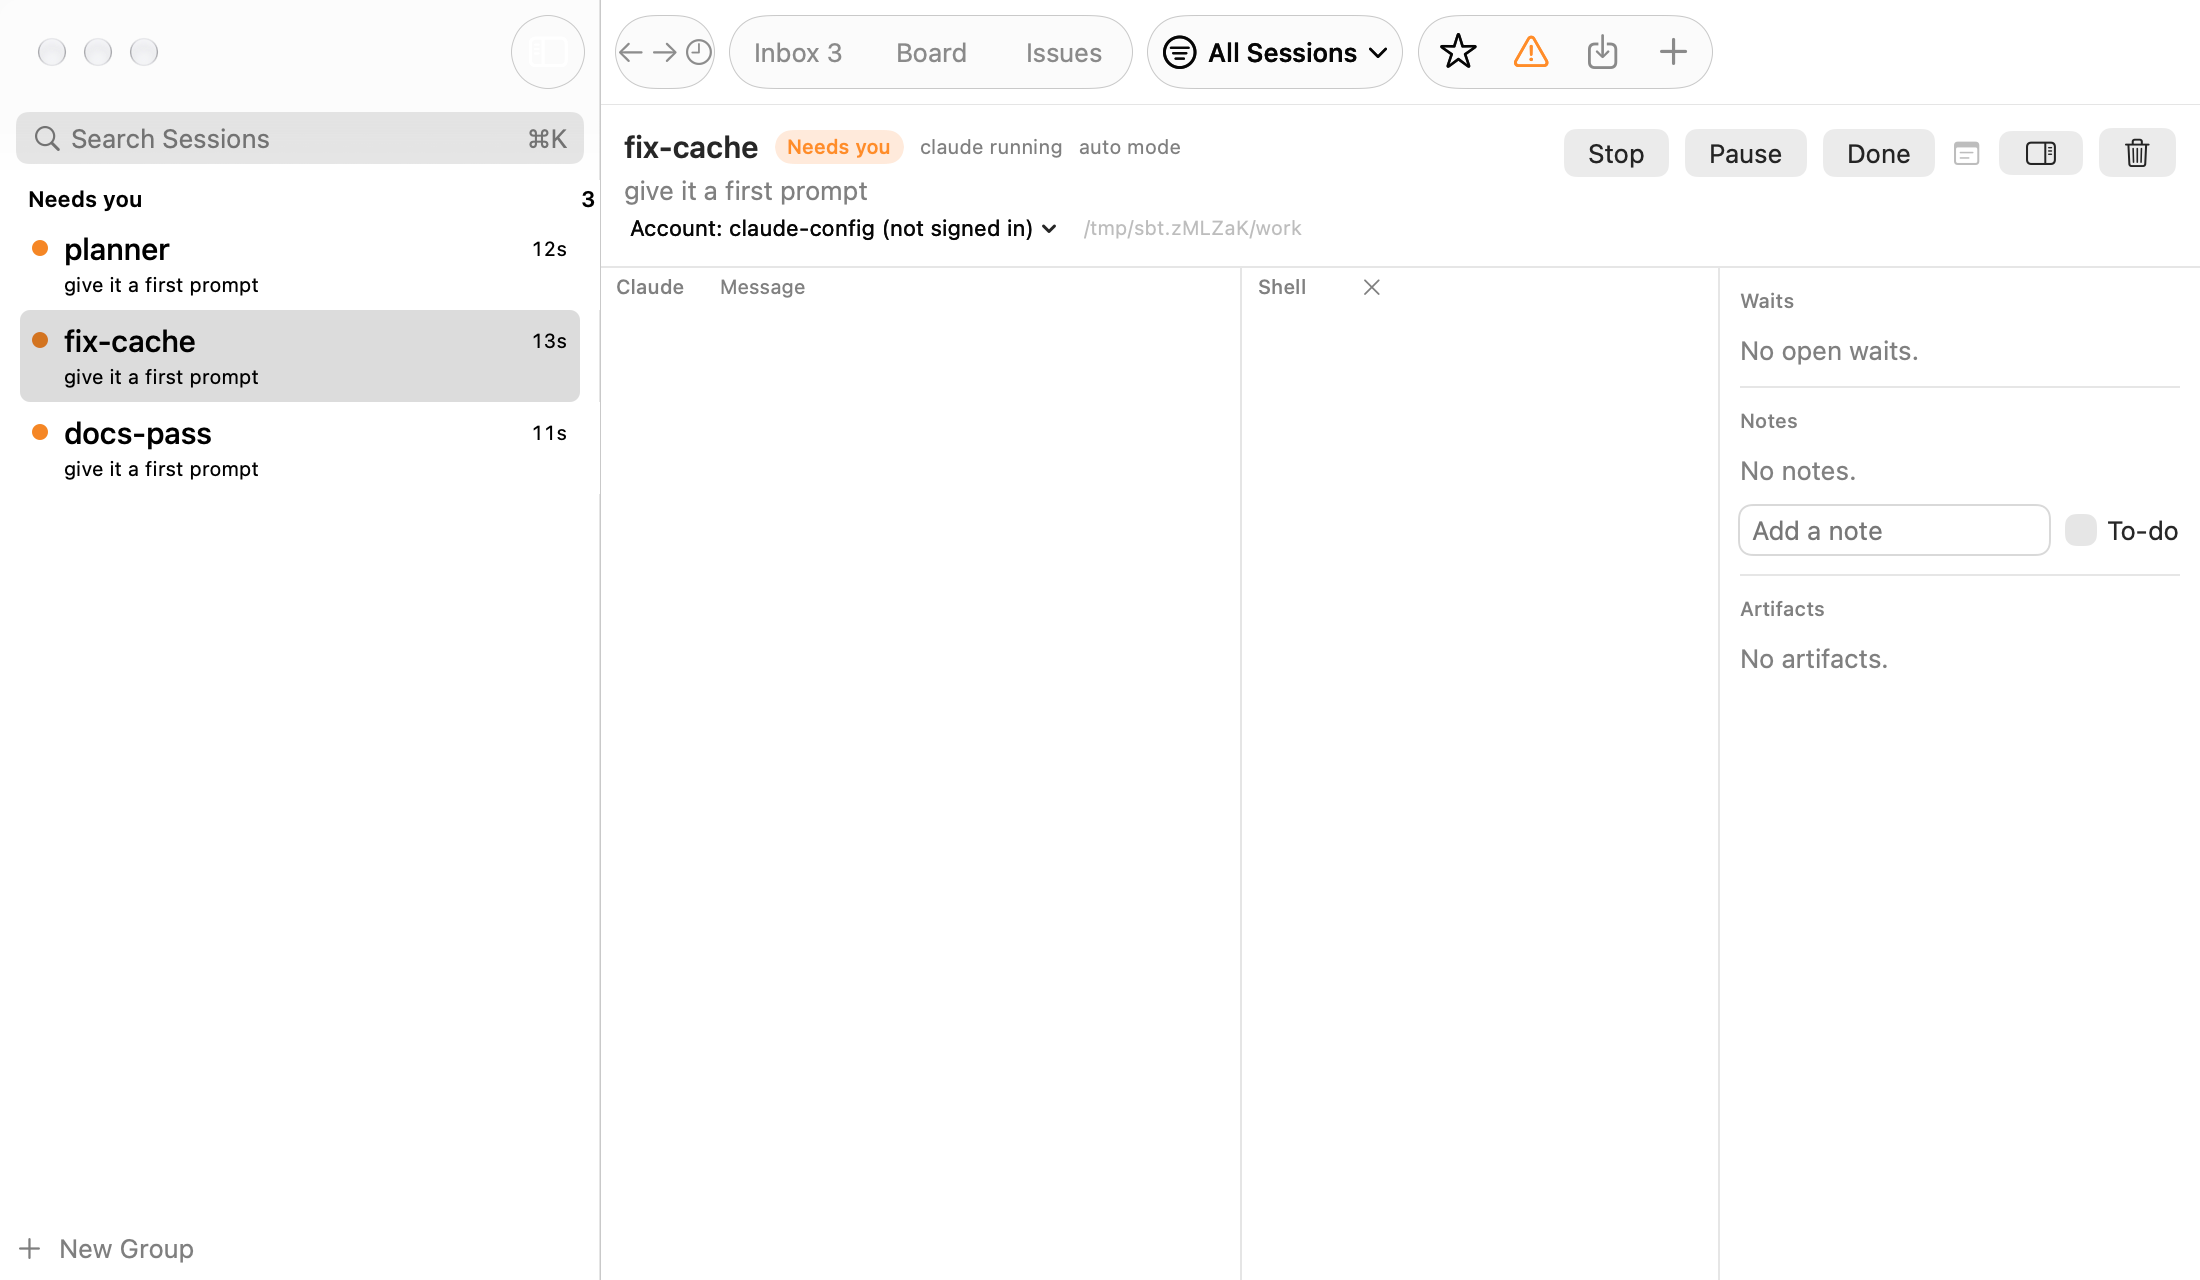 Inbox 3
Board
Issues
All Sessions
Search Sessions
⌘K
Needs you
3
planner
12s
give it a first prompt
fix-cache
13s
give it a first prompt
docs-pass
11s
give it a first prompt
New Group
fix-cache
Needs you
claude running
auto mode
Stop
Pause
Done
give it a first prompt
Account: claude-config (not signed in)
/tmp/sbt.zMLZaK/work
Claude
Message
Shell
Waits
No open waits.
Notes
No notes.
Add a note
To-do
Artifacts
No artifacts.